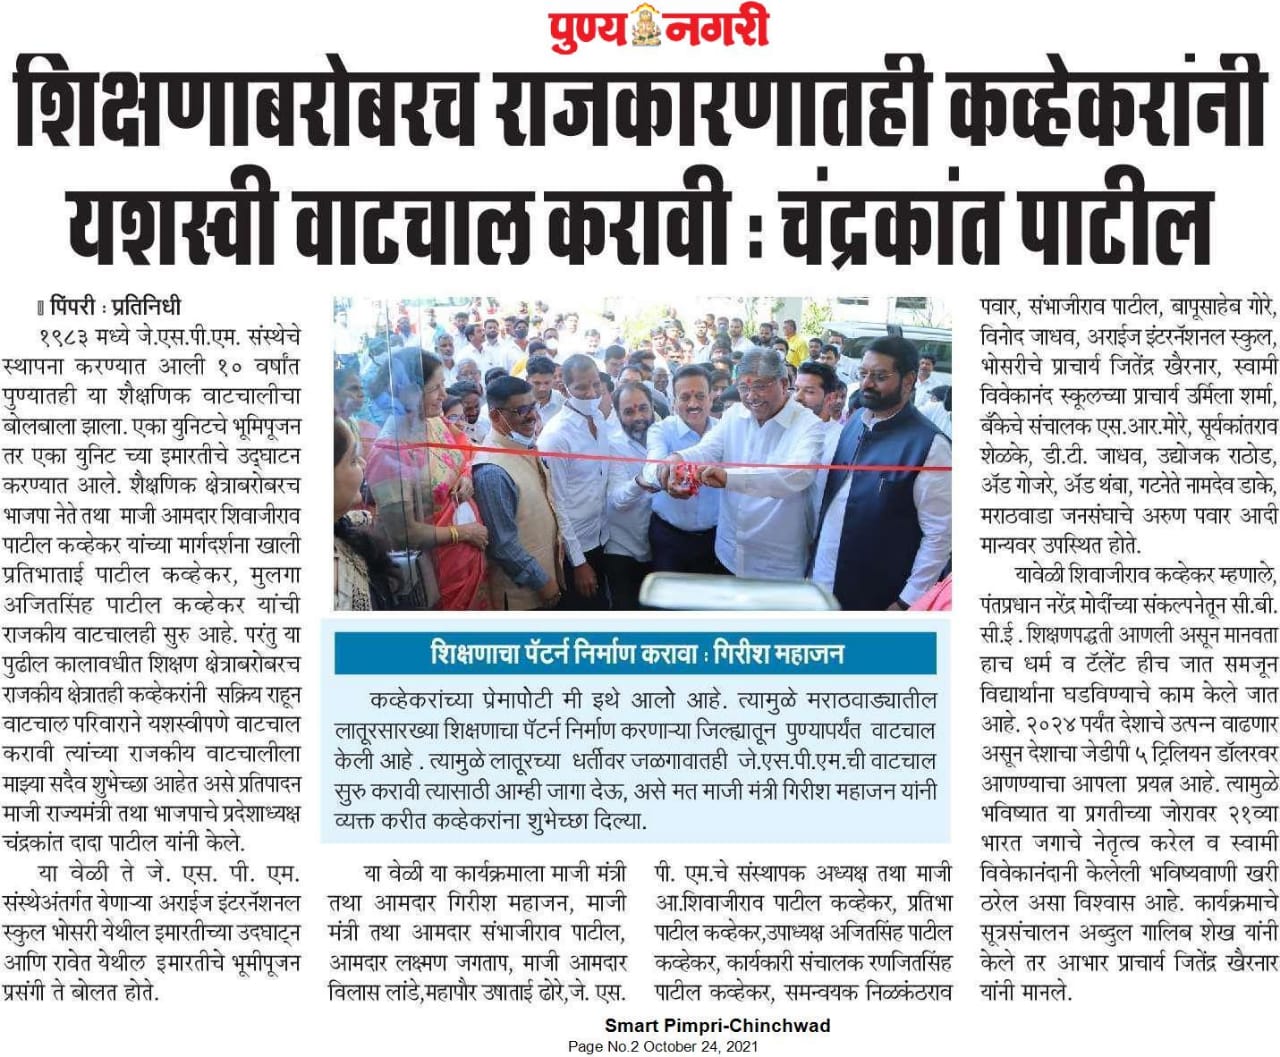 पुण्य नगरी
शिक्षणाबरोबरच राजकारणातही कव्हेकरांनी
यशस्वी वाटचाल करावी : चंद्रकांत पाटील
पिंपरी : प्रतिनिधी
१९८३ मध्ये जे.एस.पी.एम. संस्थेचे
स्थापना करण्यात आली १० वर्षांत
पुण्यातही या शैक्षणिक वाटचालीचा
बोलबाला झाला. एका युनिटचे भूमिपूजन
तर एका युनिट च्या इमारतीचे उद्घाटन
करण्यात आले. शैक्षणिक क्षेत्राबरोबरच
भाजपा नेते तथा माजी आमदार शिवाजीराव
पाटील कव्हेकर यांच्या मार्गदर्शना खाली
प्रतिभाताई पाटील कव्हेकर, मुलगा
अजितसिंह पाटील कव्हेकर यांची
राजकीय वाटचालही सुरु आहे. परंतु या
पुढील कालावधीत शिक्षण क्षेत्राबरोबरच
राजकीय क्षेत्रातही कव्हेकरांनी सक्रिय राहून
वाटचाल परिवाराने यशस्वीपणे वाटचाल
करावी त्यांच्या राजकीय वाटचालीला
माझ्या सदैव शुभेच्छा आहेत असे प्रतिपादन
माजी राज्यमंत्री तथा भाजपाचे प्रदेशाध्यक्ष
चंद्रकांत दादा पाटील यांनी केले.
या वेळी ते जे. एस. पी. एम.
संस्थेअंतर्गत येणाऱ्या अराईज इंटरनॅशनल
स्कुल भोसरी येथील इमारतीच्या उदघाट्न
आणि रावेत येथील इमारतीचे भूमीपूजन
प्रसंगी ते बोलत होते.
शिक्षणाचा पॅटर्न निर्माण करावा : गिरीश महाजन
कव्हेकरांच्या प्रेमापोटी मी इथे आलो आहे. त्यामुळे मराठवाड्यातील
लातूरसारख्या शिक्षणाचा पॅटर्न निर्माण करणाऱ्या जिल्ह्यातून पुण्यापर्यंत वाटचाल
केली आहे . त्यामुळे लातूरच्या धर्तीवर जळगावातही जे.एस.पी.एम.ची वाटचाल
सुरु करावी त्यासाठी आम्ही जागा देऊ, असे मत माजी मंत्री गिरीश महाजन यांनी
व्यक्त करीत कव्हेकरांना शुभेच्छा दिल्या.
या वेळी या कार्यक्रमाला माजी मंत्री
तथा आमदार गिरीश महाजन, माजी
मंत्री तथा आमदार संभाजीराव पाटील,
आमदार लक्ष्मण जगताप, माजी आमदार
विलास लांडे,महापौर उषाताई ढोरे,जे. एस.
पी. एम.चे संस्थापक अध्यक्ष तथा माजी
आ.शिवाजीराव पाटील कव्हेकर, प्रतिभा
पाटील कव्हेकर,उपाध्यक्ष अजितसिंह पाटील
कव्हेकर, कार्यकारी संचालक रणजितसिंह
पाटील कव्हेकर, समन्वयक निळकंठराव
पवार, संभाजीराव पाटील, बापूसाहेब गोरे,
विनोद जाधव, अराईज इंटरनॅशनल स्कुल,
भोसरीचे प्राचार्य जितेंद्र खैरनार, स्वामी
विवेकानंद स्कूलच्या प्राचार्य उर्मिला शर्मा,
बँकेचे संचालक एस.आर.मोरे, सूर्यकांतराव
शेळके, डी.टी. जाधव, उद्योजक राठोड,
ॲड गोजरे, ॲड थंबा, गटनेते नामदेव ढाके,
मराठवाडा जनसंघाचे अरुण पवार आदी
मान्यवर उपस्थित होते.
यावेळी शिवाजीराव कव्हेकर म्हणाले,
पंतप्रधान नरेंद्र मोदींच्या संकल्पनेतून सी.बी.
सी.ई . शिक्षणपद्धती आणली असून मानवता
हाच धर्म व टॅलेंट हीच जात समजून
विद्यार्थाना घडविण्याचे काम केले जात
आहे. २०२४ पर्यंत देशाचे उत्पन्न वाढणार
असून देशाचा जेडीपी ५ ट्रिलियन डॉलरवर
आणण्याचा आपला प्रयत्न आहे. त्यामुळे
भविष्यात या प्रगतीच्या जोरावर २१व्या
भारत जगाचे नेतृत्व करेल व स्वामी
विवेकानंदानी केलेली भविष्यवाणी खरी
ठरेल असा विश्वास आहे. कार्यक्रमाचे
सूत्रसंचालन अब्दुल गालिब शेख यांनी
केले तर आभार प्राचार्य जितेंद्र खैरनार
यांनी मानले.
Smart Pimpri-Chinchwad
Page No.2 October 24, 2021